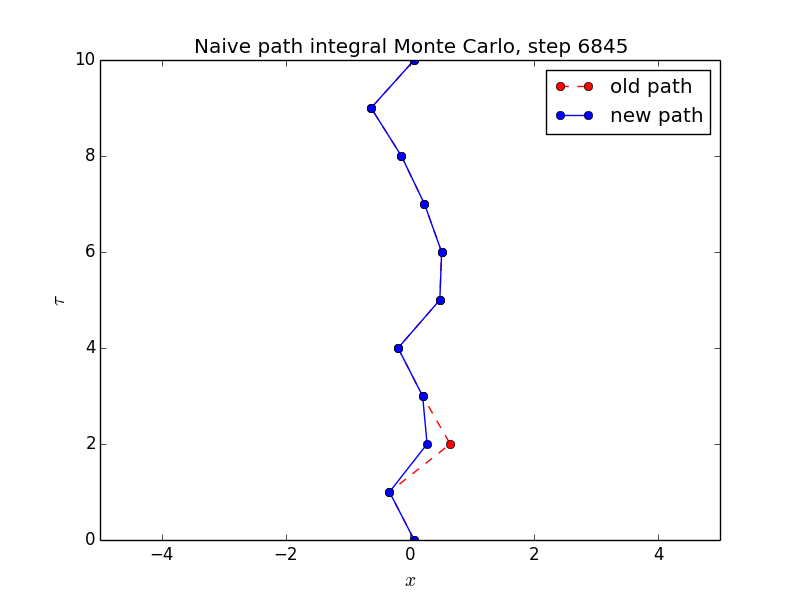 Naive path integral Monte Carlo, step 6845
old path
new path
10
8
6
4
2
0
τ
−4 −2 0 2 4
x